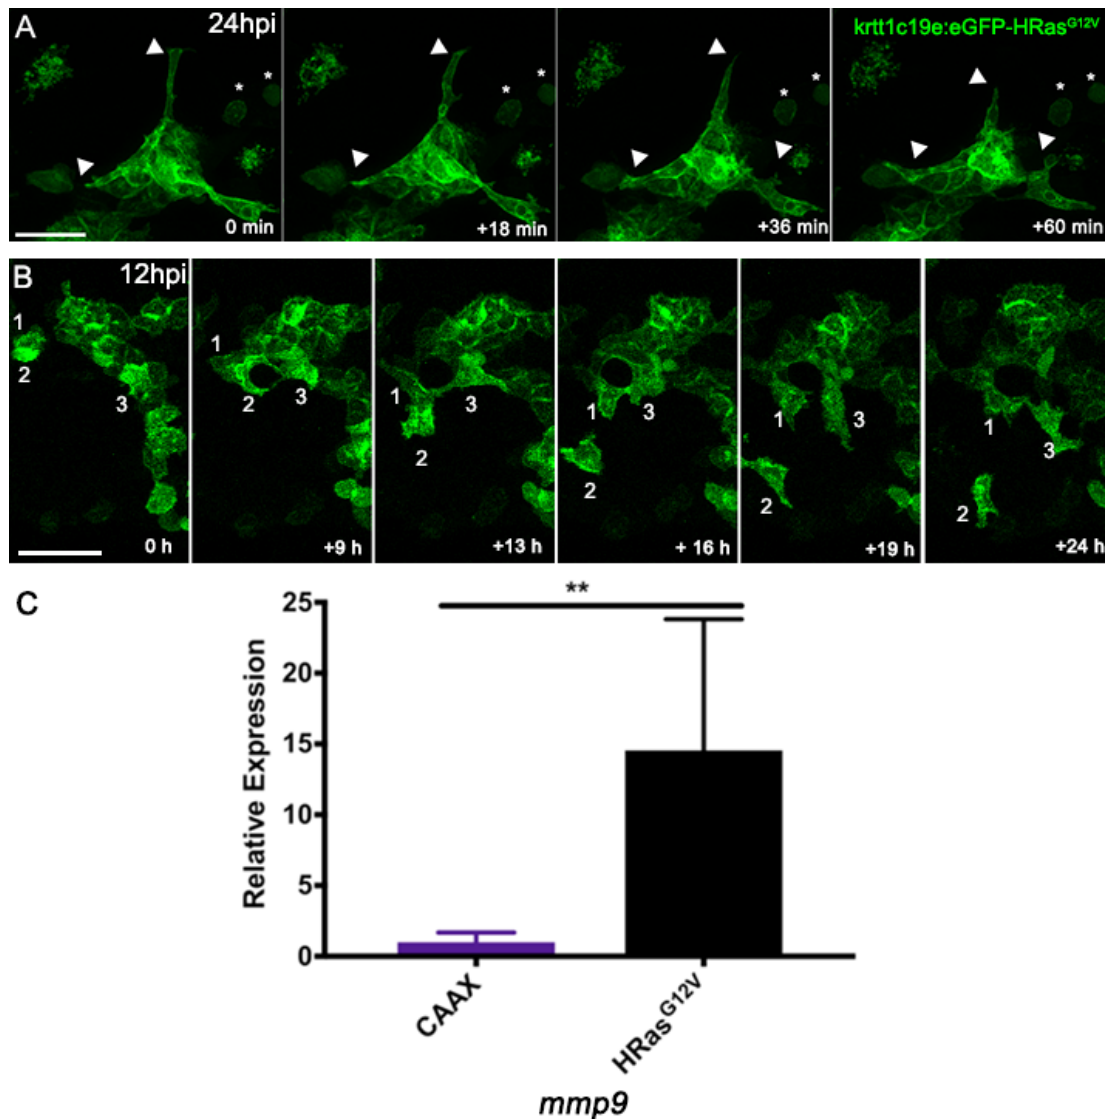 A
24hpi
krtt1c19e:eGFP-HRasG12V
* *
* *
* *
* *
0 min
+18 min
+36 min
+60 min
B
12hpi
1
2
3
1
2
3
1
3
2
1
3
2
1
3
2
1
3
2
0 h
+9 h
+13 h
+ 16 h
+19 h
+24 h
C
**
25
20
15
10
5
0
Relative Expression
CAAX
HRasG12V
mmp9